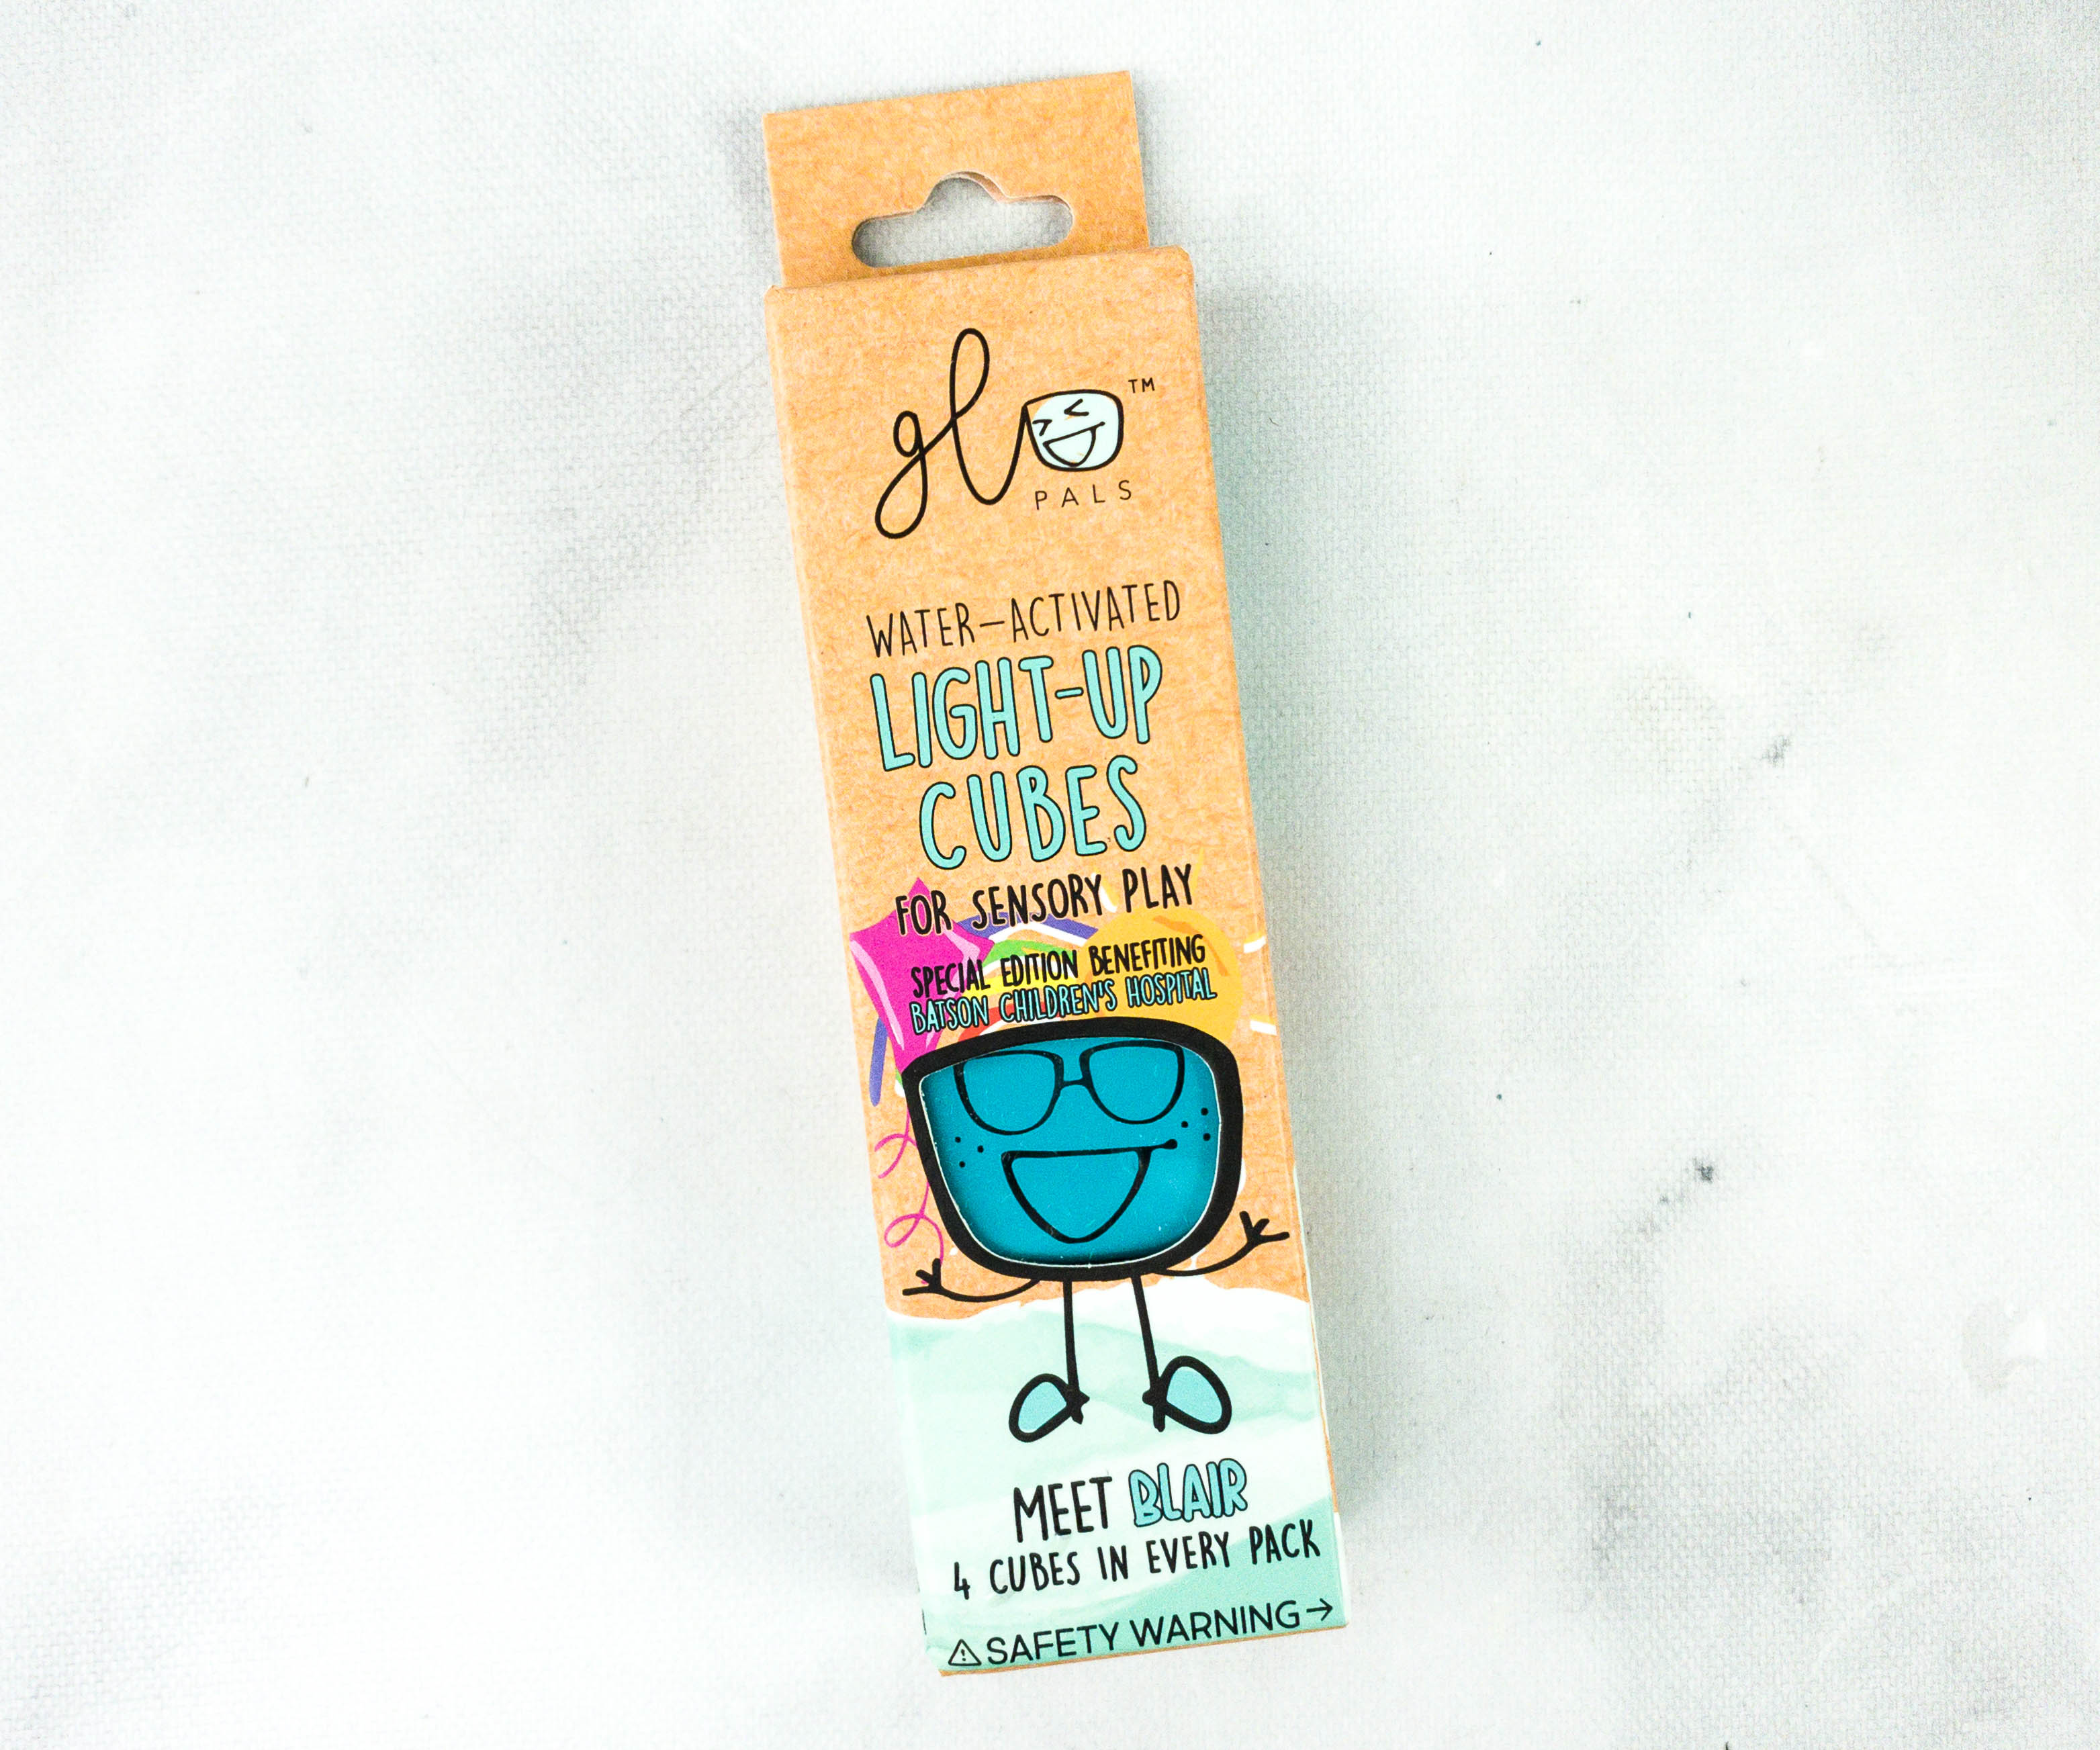 glo™
PALS
WATER-ACTIVATED
LIGHT-UP
CUBES
FOR SENSORY PLAY
SPECIAL EDITION BENEFITING
BATSON CHILDREN'S HOSPITAL
MEET BLAIR
4 CUBES IN EVERY PACK
⚠SAFETY WARNING→